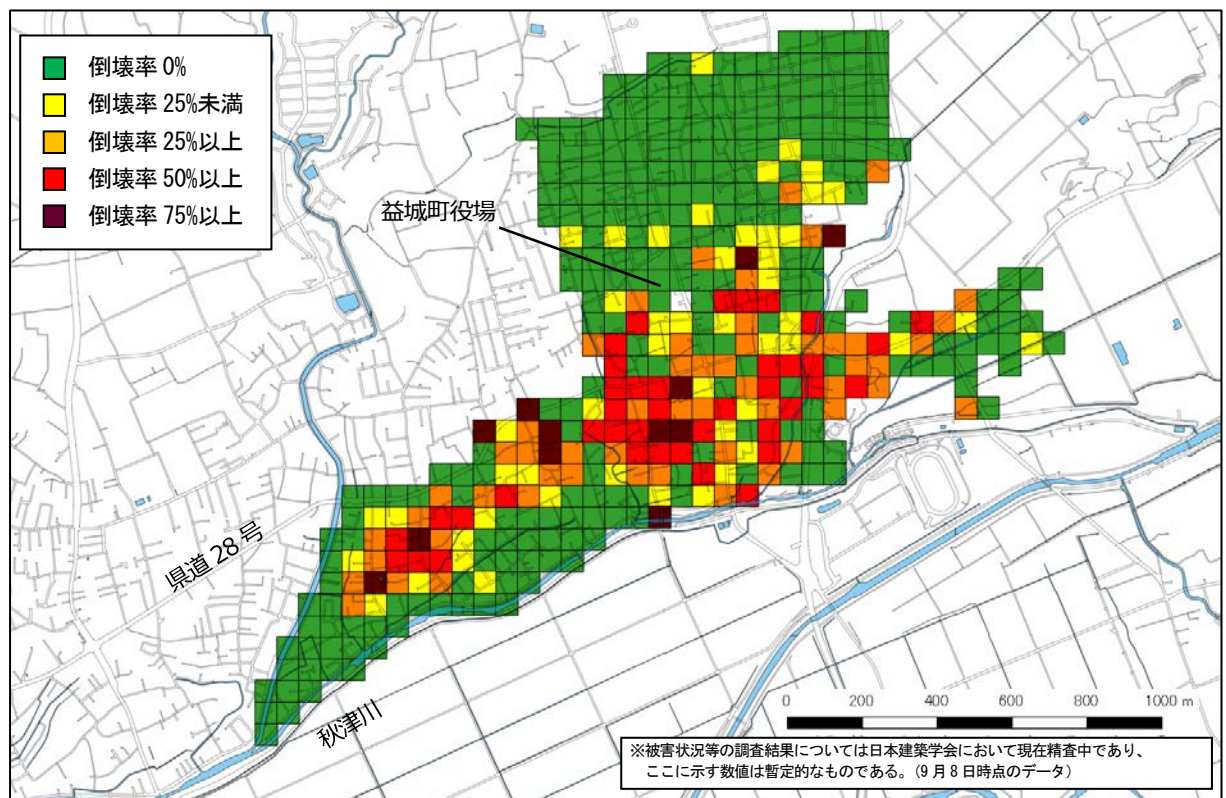 倒壊率 0%
倒壊率 25%未満
倒壊率 25%以上
倒壊率 50%以上
倒壊率 75%以上
益城町役場
県道 28 号
秋津川
0 200 400 600 800 1000 m
※被害状況等の調査結果については日本建築学会において現在精査中であり、
ここに示す数値は暫定的なものである。(9 月 8 日時点のデータ)